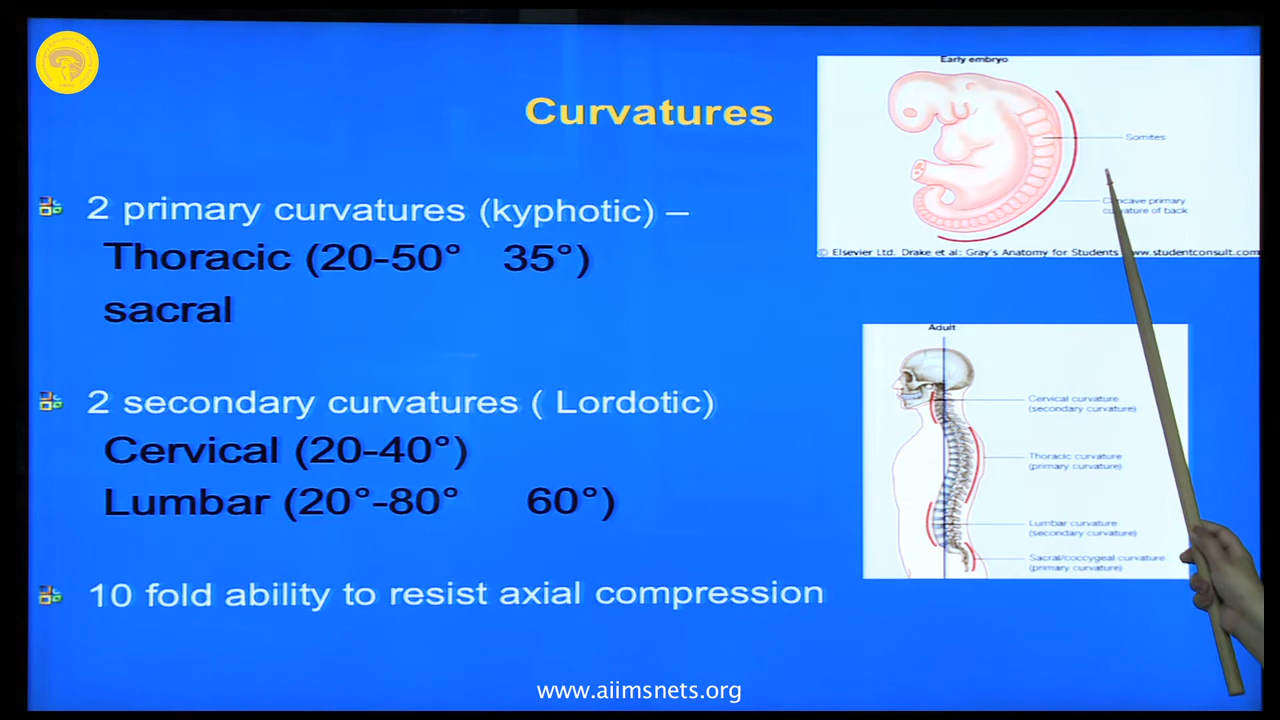 Curvatures
2 primary curvatures (kyphotic) –
Thoracic (20-50° 35°)
sacral
2 secondary curvatures ( Lordotic)
Cervical (20-40°)
Lumbar (20°-80° 60°)
10 fold ability to resist axial compression
Early embryo
Somites
primary
of back
© Elsevier Ltd. Drake et al: Gray's Anatomy for Students www.studentconsult.com
Adult
Cervical curvature
(secondary curvature)
Thoracic curvature
(primary curvature)
Lumbar curvature
(secondary curvature)
Sacral/coccygeal curvature
(primary curvature)
www.aiimsnets.org